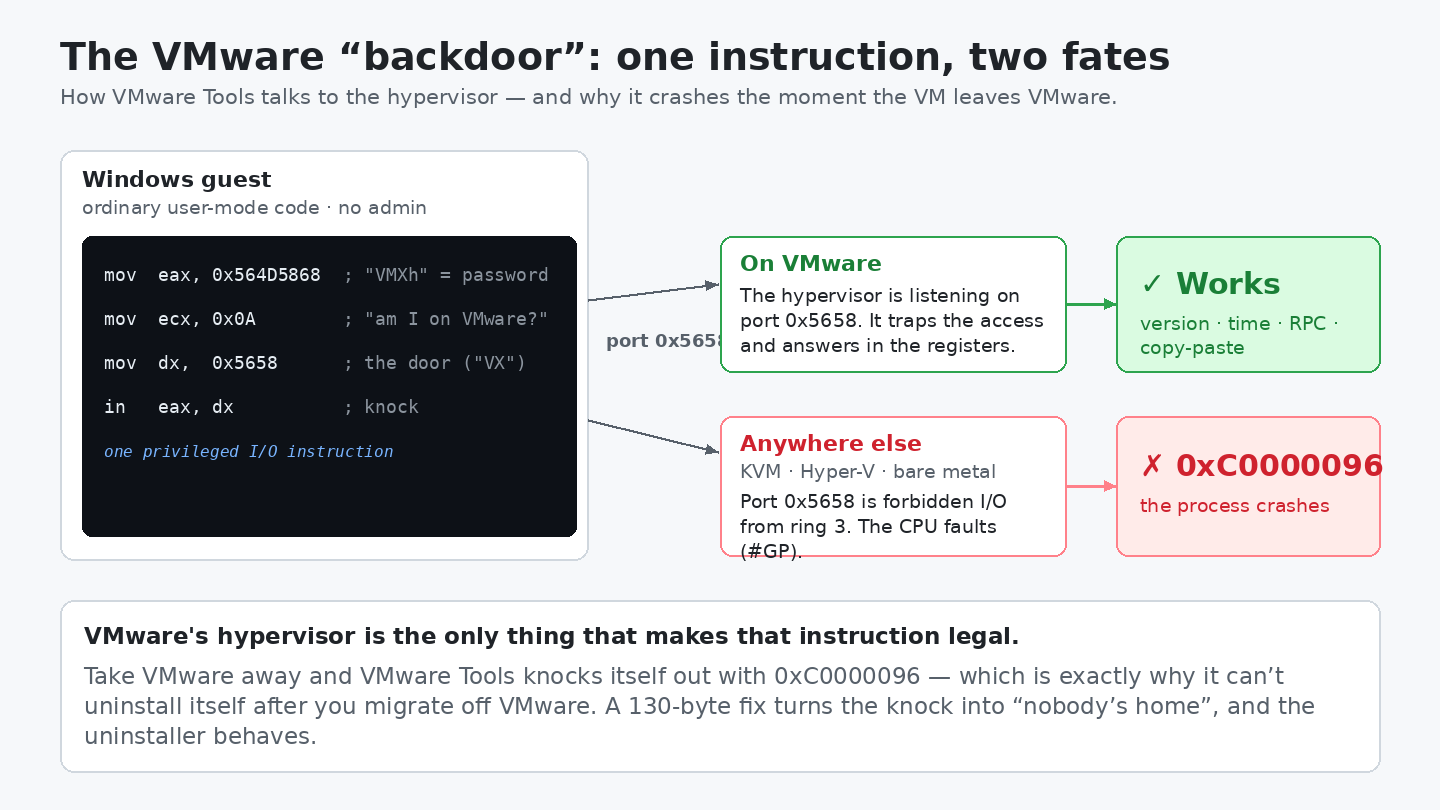 The VMware “backdoor”: one instruction, two fates
How VMware Tools talks to the hypervisor — and why it crashes the moment the VM leaves VMware.
Windows guest
ordinary user-mode code · no admin
mov  eax, 0x564D5868  ; "VMXh" = password
mov  ecx, 0x0A        ; "am I on VMware?"
mov  dx,  0x5658      ; the door ("VX")
in   eax, dx          ; knock
one privileged I/O instruction
port 0x5658
On VMware
The hypervisor is listening on
port 0x5658. It traps the access
and answers in the registers.
✓ Works
version · time · RPC ·
copy-paste
Anywhere else
KVM · Hyper-V · bare metal
Port 0x5658 is forbidden I/O
from ring 3. The CPU faults
(#GP).
✗ 0xC0000096
the process crashes
VMware's hypervisor is the only thing that makes that instruction legal.
Take VMware away and VMware Tools knocks itself out with 0xC0000096 — which is exactly why it can’t
uninstall itself after you migrate off VMware. A 130-byte fix turns the knock into “nobody’s home”, and the
uninstaller behaves.